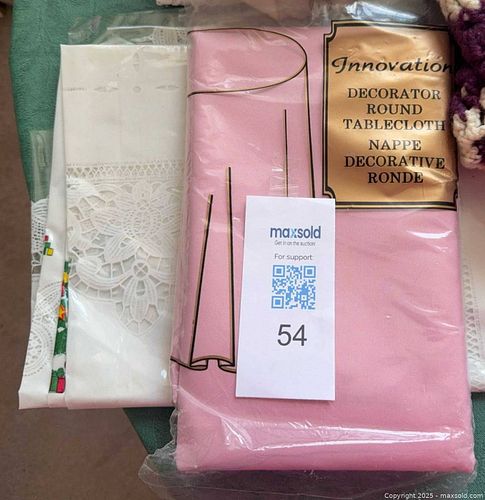 Innovation
DECORATOR
ROUND
TABLECLOTH
NAPPE
DECORATIVE
RONDE
maxsold
Get in on the auction!
For support:
54
Copyright 2025 - maxsold.com